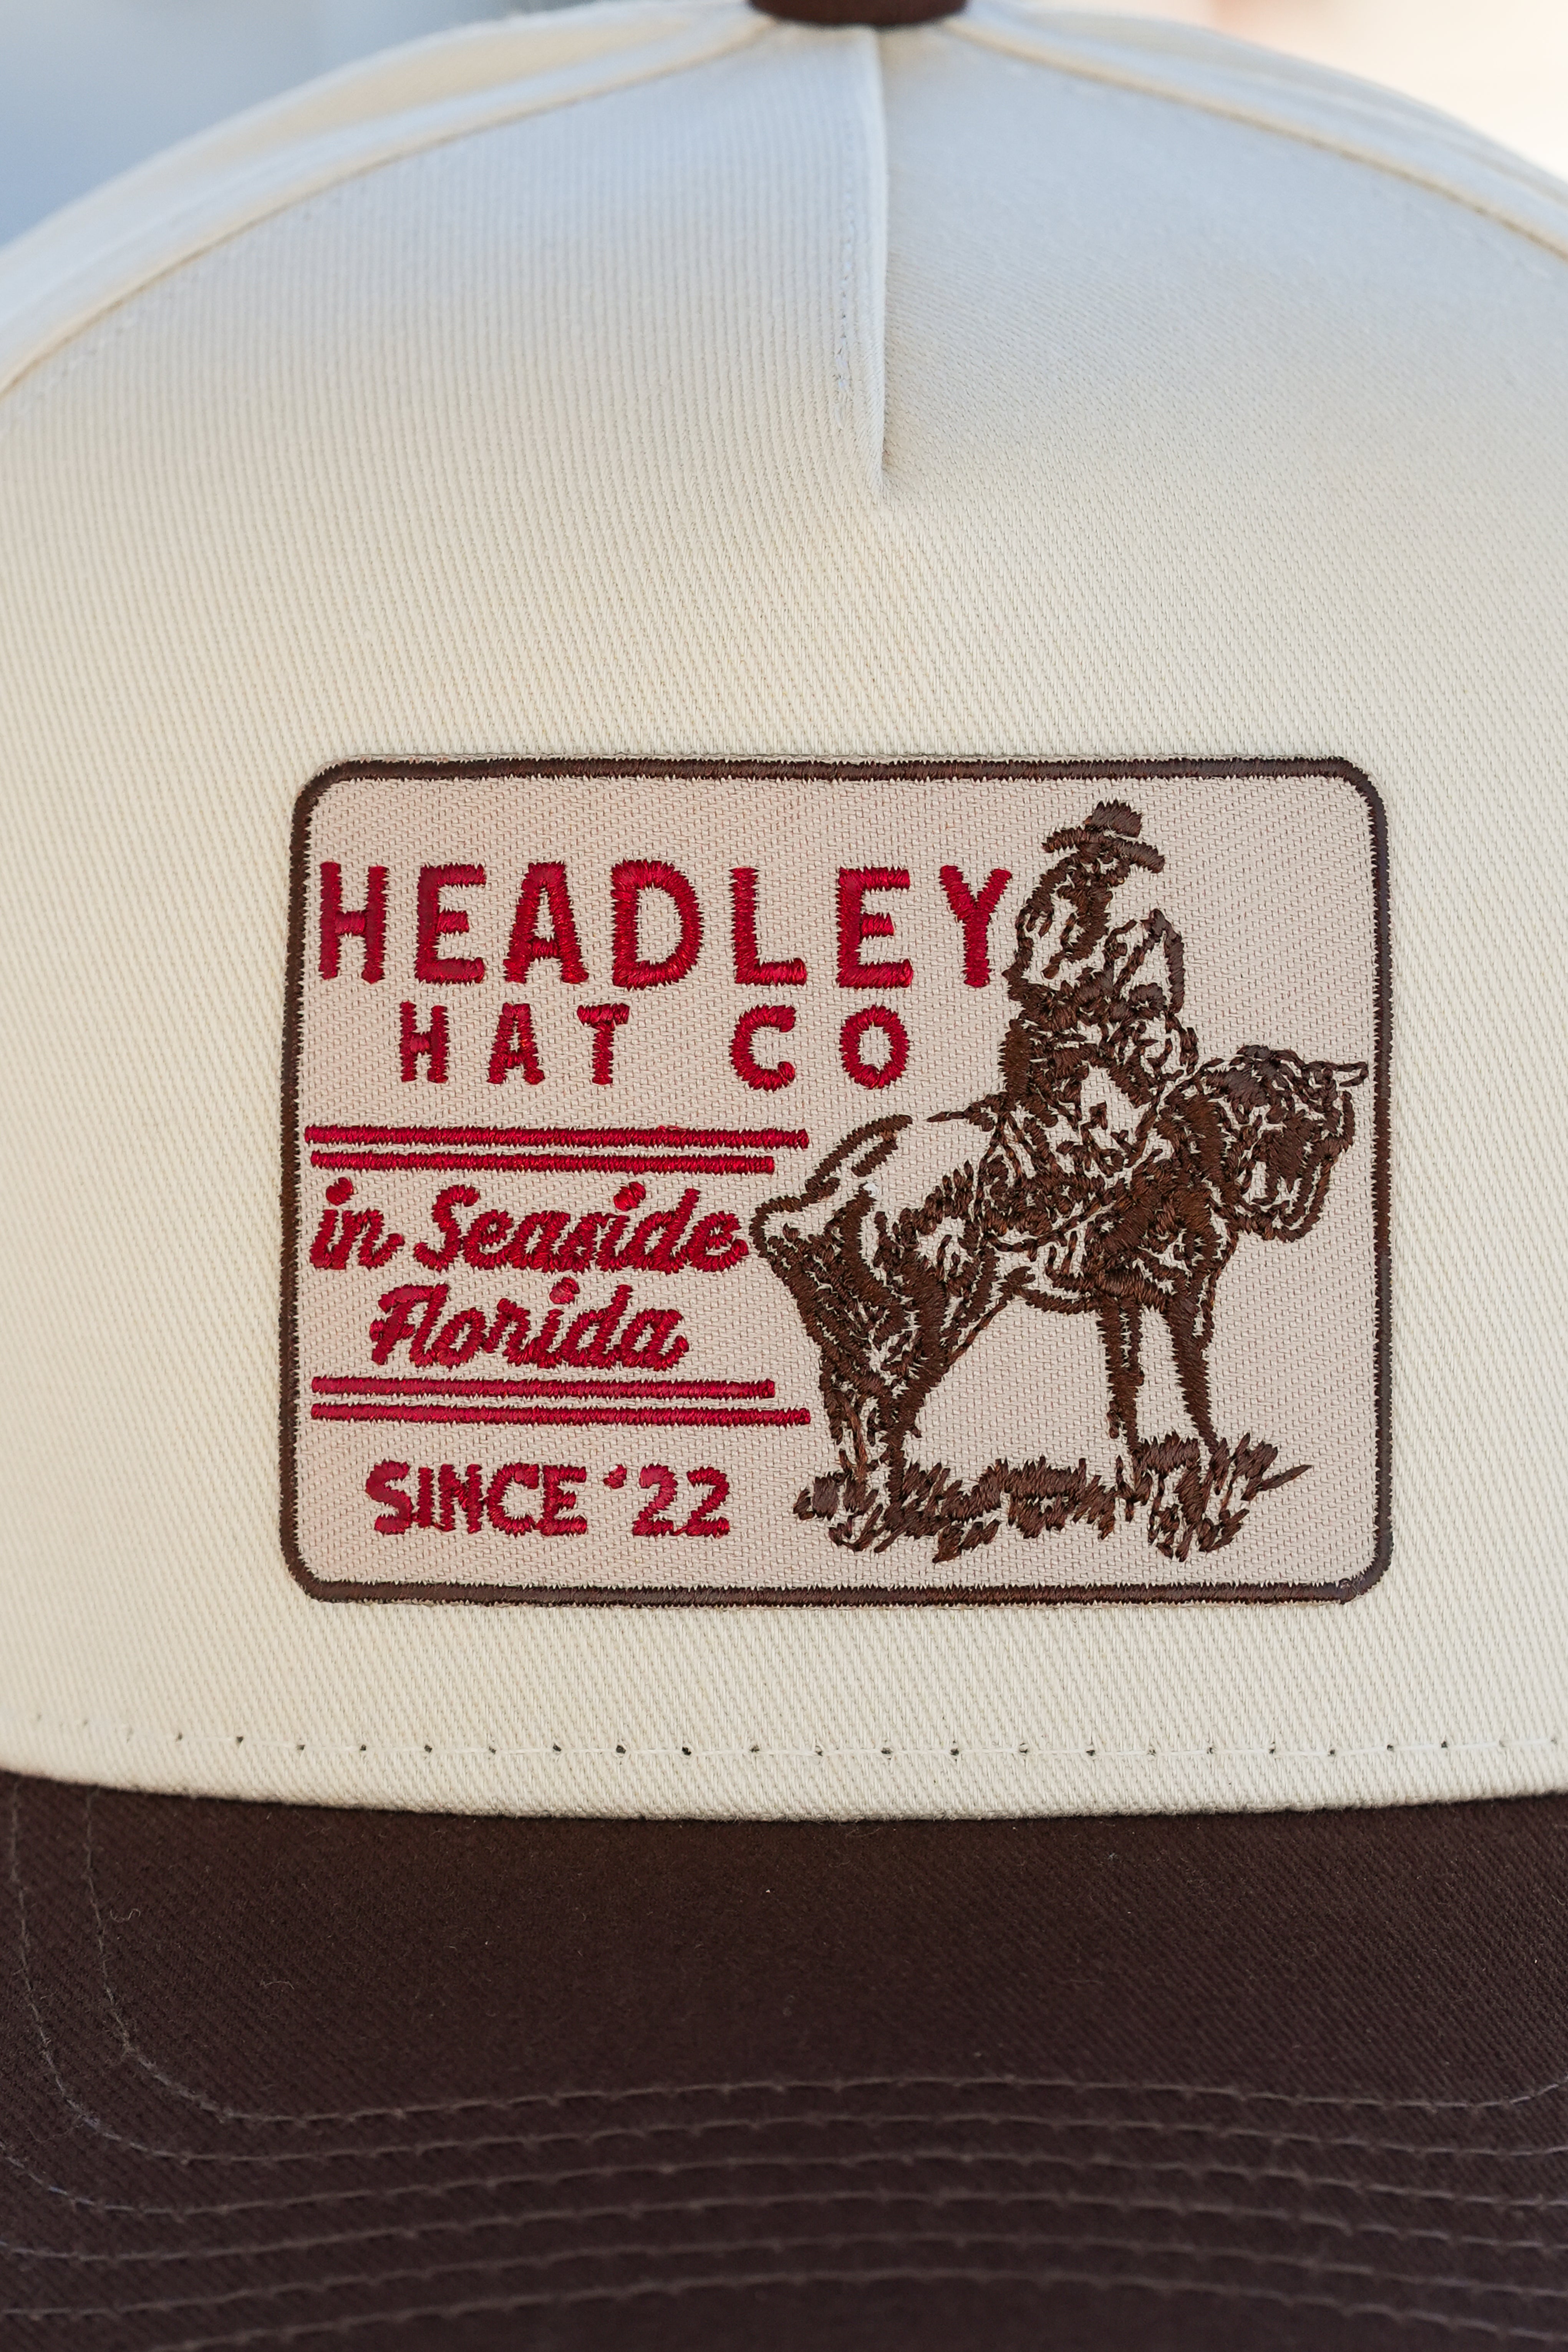 HEADLEY
HAT CO
in Seaside
Florida
SINCE '22